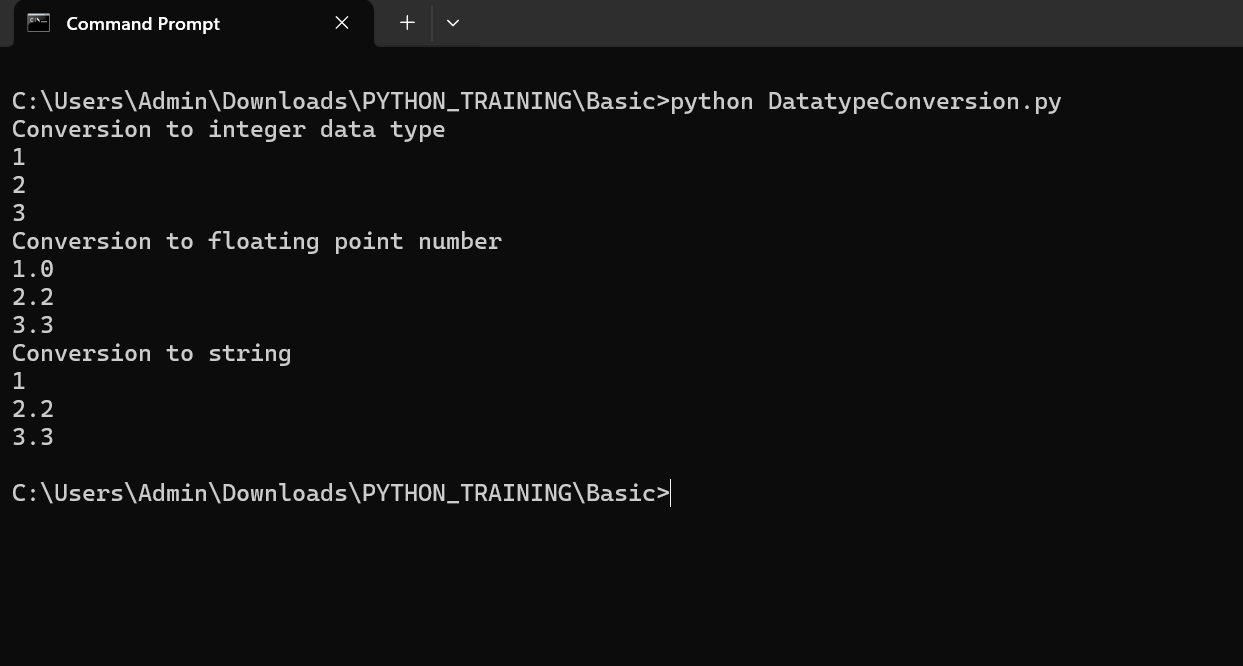 Command Prompt
C:\Users\Admin\Downloads\PYTHON_TRAINING\Basic>python DatatypeConversion.py
Conversion to integer data type
1
2
3
Conversion to floating point number
1.0
2.2
3.3
Conversion to string
1
2.2
3.3
C:\Users\Admin\Downloads\PYTHON_TRAINING\Basic>